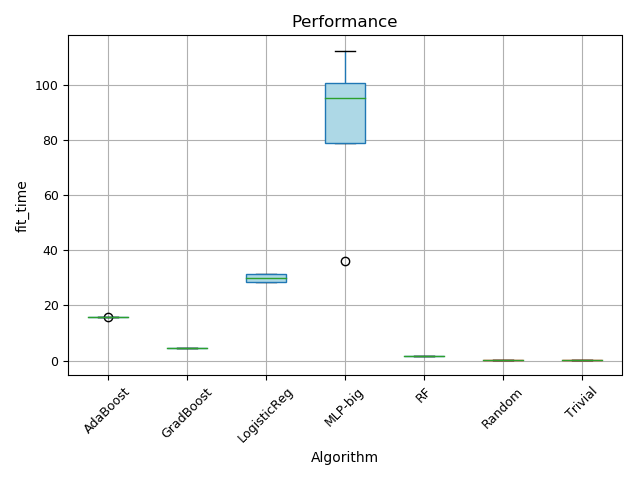 Performance
fit_time
100
80
60
40
20
0
AdaBoost
GradBoost
LogisticReg
MLP-big
RF
Random
Trivial
Algorithm